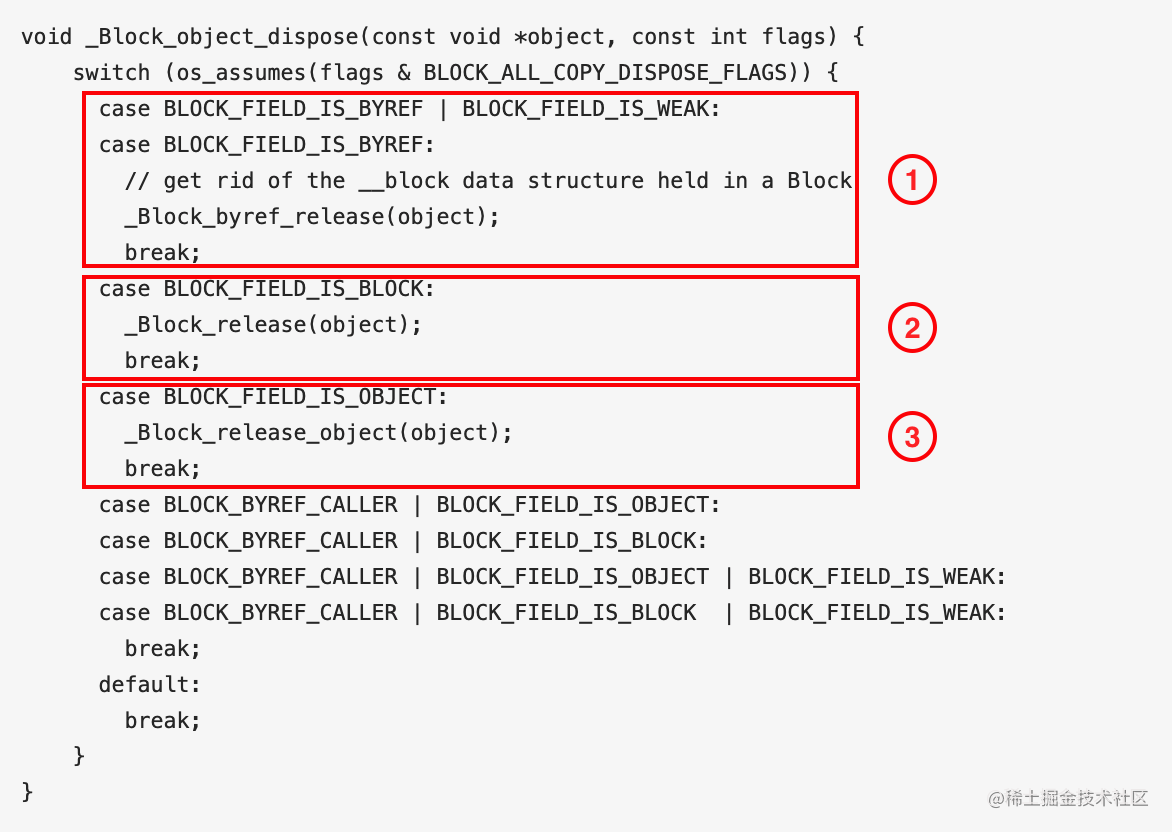 void _Block_object_dispose(const void *object, const int flags) {
    switch (os_assumes(flags & BLOCK_ALL_COPY_DISPOSE_FLAGS)) {
      case BLOCK_FIELD_IS_BYREF | BLOCK_FIELD_IS_WEAK:
      case BLOCK_FIELD_IS_BYREF:
        // get rid of the __block data structure held in a Block
①
        _Block_byref_release(object);
        break;
      case BLOCK_FIELD_IS_BLOCK:
        _Block_release(object);
②
        break;
      case BLOCK_FIELD_IS_OBJECT:
        _Block_release_object(object);
③
        break;
      case BLOCK_BYREF_CALLER | BLOCK_FIELD_IS_OBJECT:
      case BLOCK_BYREF_CALLER | BLOCK_FIELD_IS_BLOCK:
      case BLOCK_BYREF_CALLER | BLOCK_FIELD_IS_OBJECT | BLOCK_FIELD_IS_WEAK:
      case BLOCK_BYREF_CALLER | BLOCK_FIELD_IS_BLOCK  | BLOCK_FIELD_IS_WEAK:
        break;
      default:
        break;
    }
}
@稀土掘金技术社区